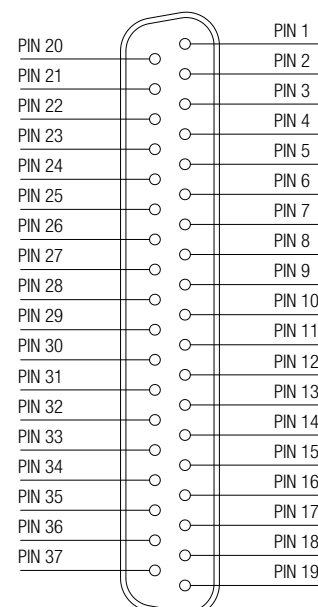 PIN 1
PIN 20
PIN 2
PIN 21
PIN 3
PIN 22
PIN 4
PIN 23
PIN 5
PIN 24
PIN 6
PIN 25
PIN 7
PIN 26
PIN 8
PIN 27
PIN 9
PIN 28
PIN 10
PIN 29
PIN 11
PIN 30
PIN 12
PIN 31
PIN 13
PIN 32
PIN 14
PIN 33
PIN 15
PIN 34
PIN 16
PIN 35
PIN 17
PIN 36
PIN 18
PIN 37
PIN 19